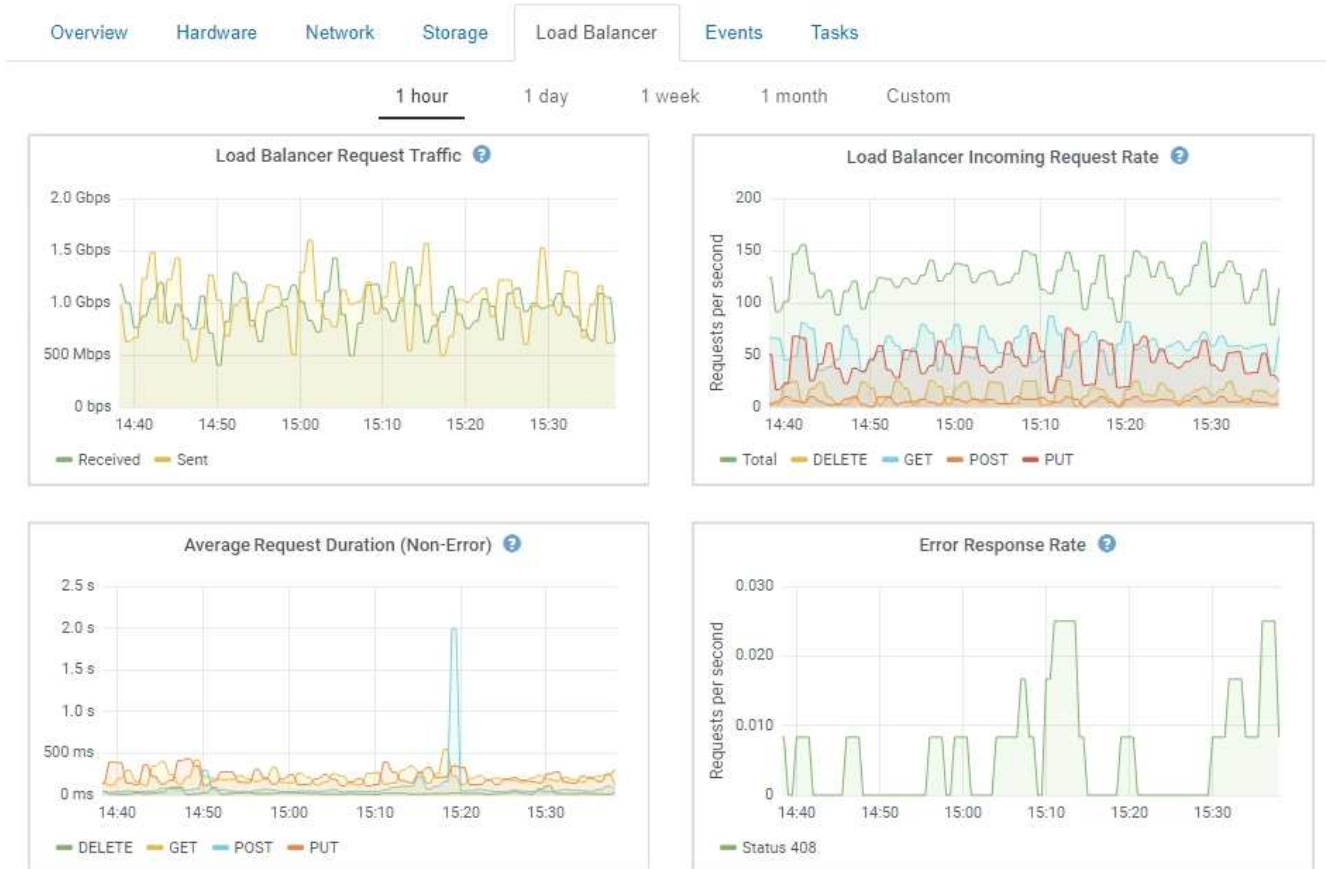 Overview Hardware Network Storage Load Balancer Events Tasks
1 hour 1 day 1 week 1 month Custom
Load Balancer Request Traffic ?
2.0 Gbps
1.5 Gbps
1.0 Gbps
500 Mbps
0 bps
14:40 14:50 15:00 15:10 15:20 15:30
Received Sent
Load Balancer Incoming Request Rate ?
Requests per second
200
150
100
50
0
14:40 14:50 15:00 15:10 15:20 15:30
Total DELETE GET POST PUT
Average Request Duration (Non-Error) ?
2.5 s
2.0 s
1.5 s
1.0 s
500 ms
0 ms
14:40 14:50 15:00 15:10 15:20 15:30
DELETE GET POST PUT
Error Response Rate ?
Requests per second
0.030
0.020
0.010
0
14:40 14:50 15:00 15:10 15:20 15:30
Status 408